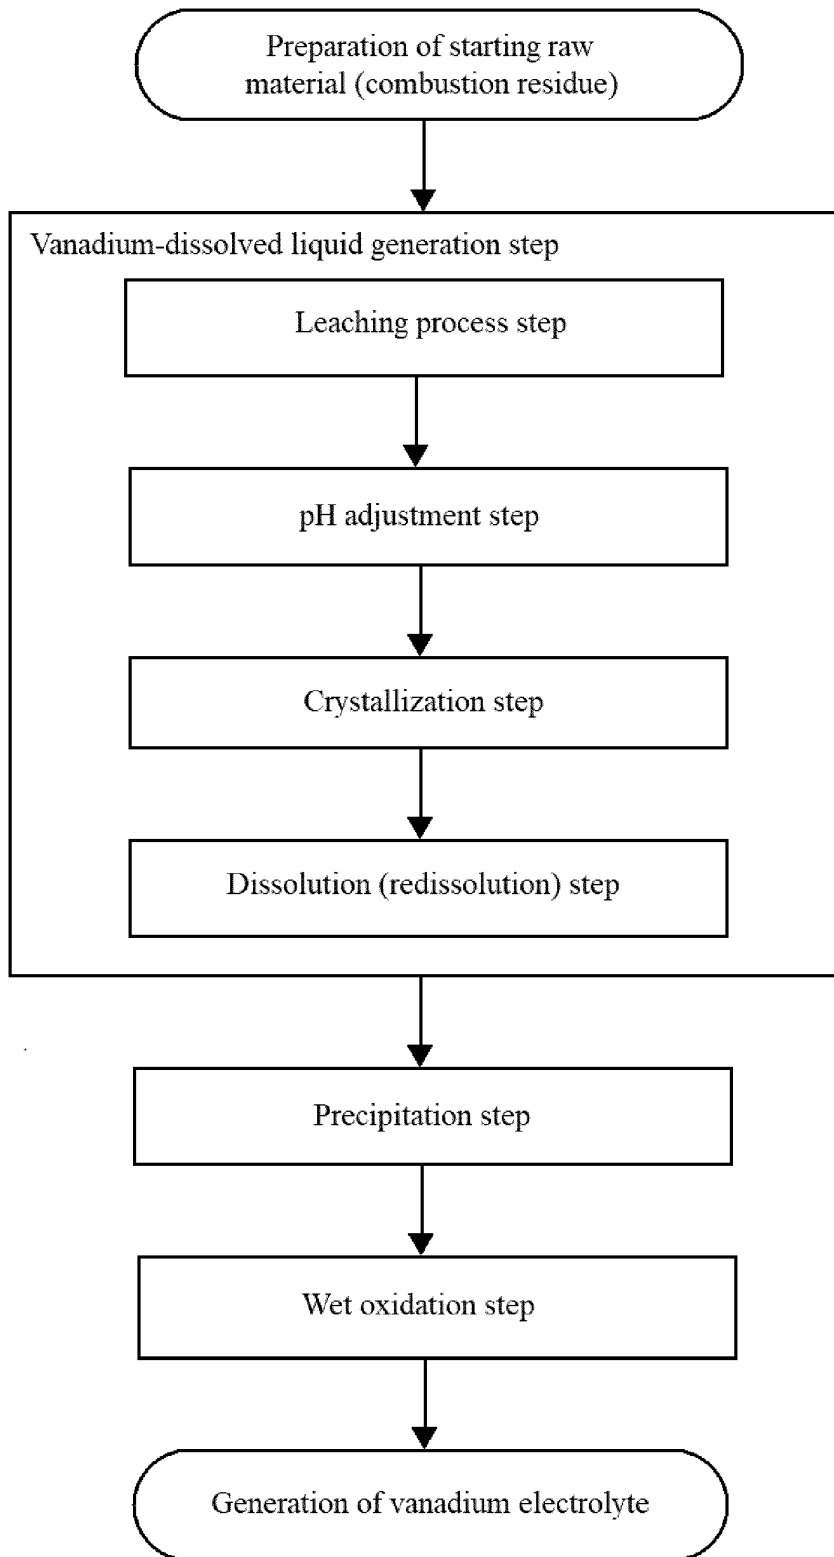 Preparation of starting raw
material (combustion residue)
Vanadium-dissolved liquid generation step
Leaching process step
pH adjustment step
Crystallization step
Dissolution (redissolution) step
Precipitation step
Wet oxidation step
Generation of vanadium electrolyte